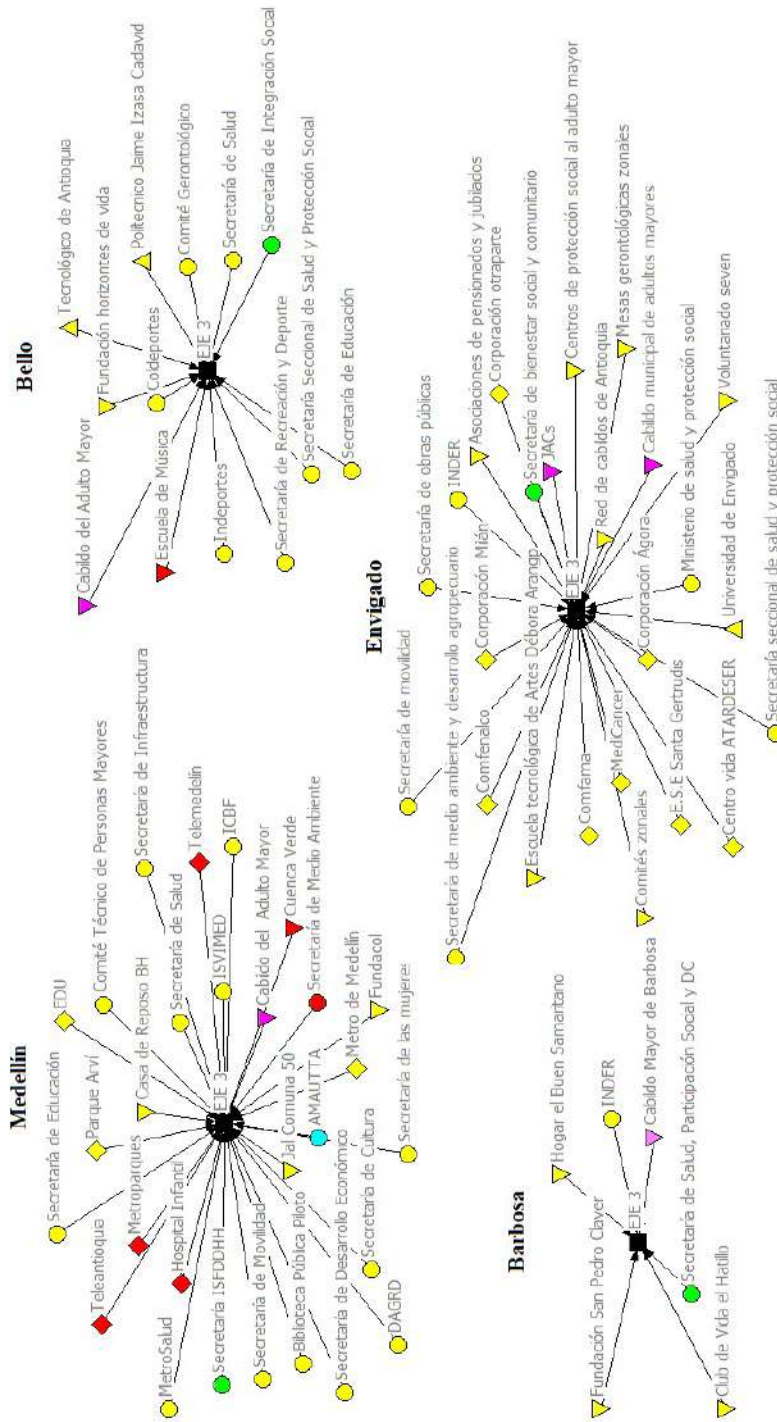 Medellín
Secretaría de Educación
EDU
Parque Arví
Comité Técnico de Personas Mayores
Teleantioquia
Metroparques
Casa de Reposo BH
Secretaría de Infraestructura
MetroSalud
Hospital Infantil
Secretaría de Salud
Telemedelín
Secretaría ISFDDHH
EJE 3
ISVIMED
ICBF
Secretaría de Movilidad
Cabido del Adulto Mayor
Biblioteca Púbica Piloto
Jal Comuna 50
Cuenca Verde
AMAUTTA
Secretaría de Medio Ambiente
Secretaría de Desarrollo Económico
Metro de Medelín
Secretaría de Cultura
Fundacol
DAGRD
Secretaría de las mujeres
Bello
Tecnológico de Antioquia
Cabildo del Aduto Mayor
Fundación horizontes de vida
Politecnico Jaime Izasa Cadavid
Coldeportes
Comité Gerontológico
Escuela de Música
EJE 3
Secretaría de Salud
Indeportes
Secretaría de Integración Social
Secretaría de Recreación y Deporte
Secretaría Seccional de Salud y Protección Social
Secretaría de Educación
Barbosa
Fundación San Pedro Claver
Hogar el Buen Samaritano
INDER
EJE 3
Cabildo Mayor de Barbosa
Secretaría de Salud, Participación Social y DC
Club de Vida el Hatillo
Envigado
Secretaría de movilidad
Secretaría de obras públicas
Secretaría de medio ambiente y desarrollo agropecuario
INDER
Asociaciones de pensionados y jubilados
Comfenalco
Corporación Mián
Corporación otraparte
Escuela tecnológica de Artes Débora Arango
Secretaría de bienestar social y comunitario
JACs
EJE 3
Centros de protección social al adulto mayor
Comfama
Red de cabildos de Antioquia
MedCancer
Mesas gerontológicas zonales
Comités zonales
Corporación Ágora
Cabildo municipal de adultos mayores
E.S.E Santa Gertrudis
Ministerio de salud y protección social
Centro vida ATARDESER
Universidad de Envigado
Voluntariado seven
Secretaría seccional de salud y protección social